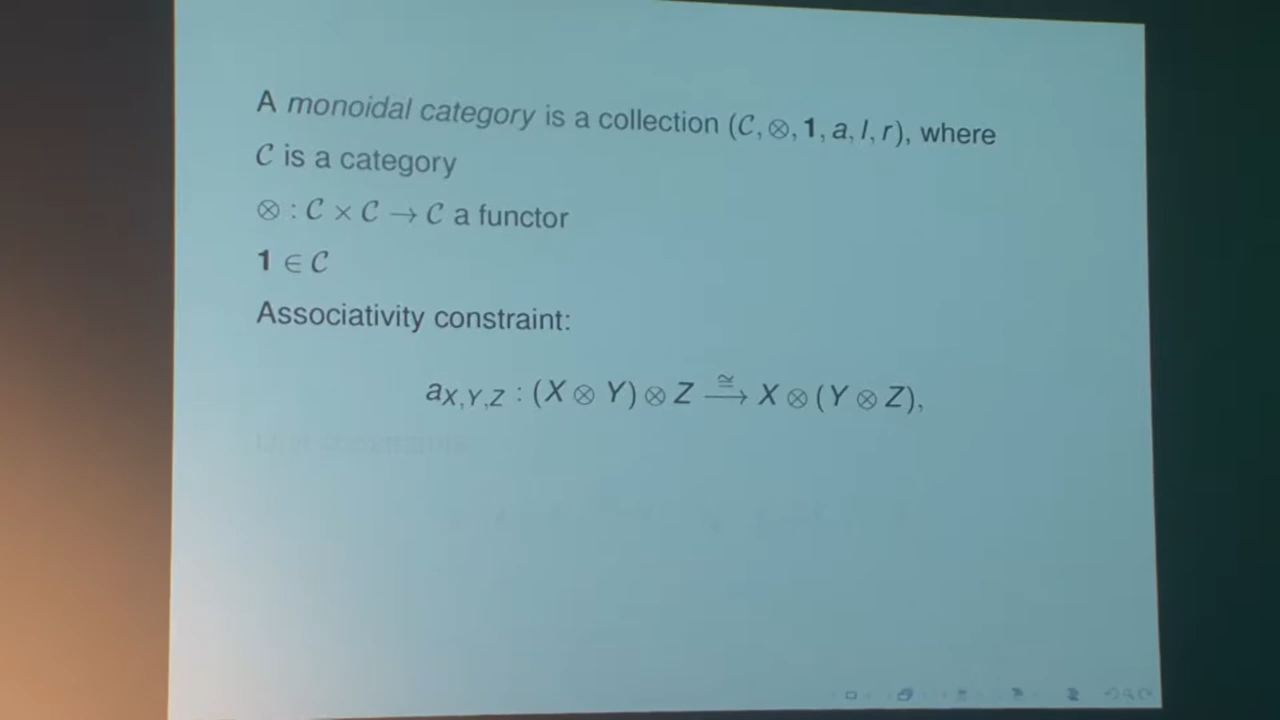 A monoidal category is a collection (𝒞, ⊗, 1, a, l, r), where
𝒞 is a category
⊗ : 𝒞 × 𝒞 → 𝒞 a functor
1 ∈ 𝒞
Associativity constraint:
a_{X,Y,Z} : (X ⊗ Y) ⊗ Z ≅→ X ⊗ (Y ⊗ Z),